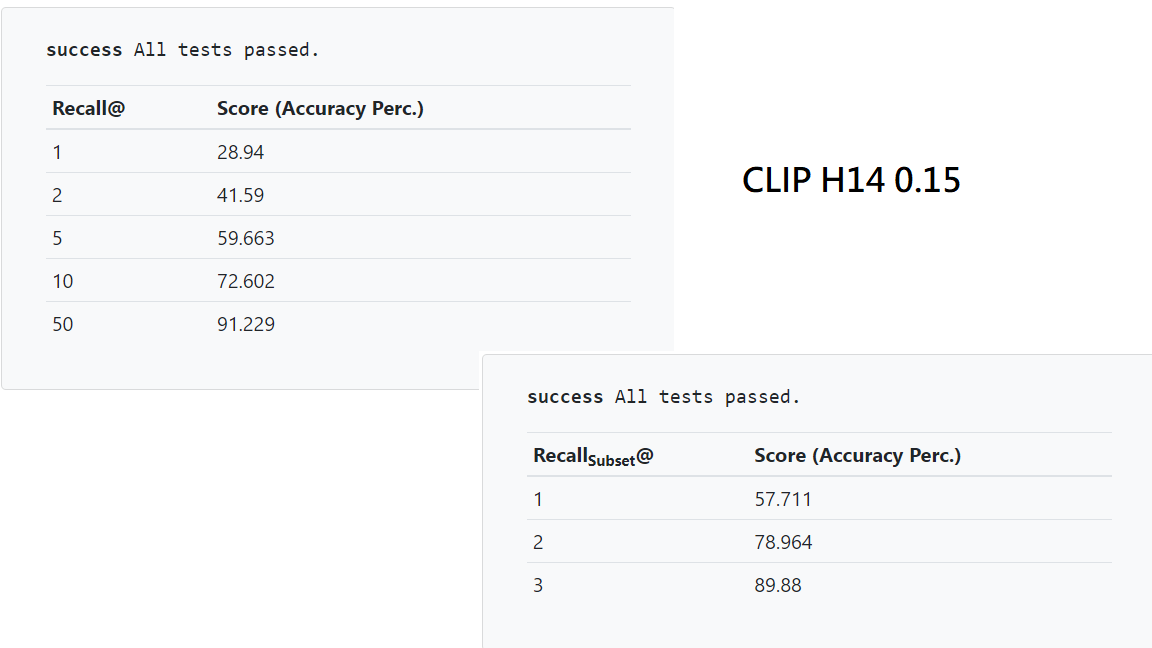 success All tests passed.
Recall@ Score (Accuracy Perc.)
1 28.94
2 41.59
5 59.663
10 72.602
50 91.229
CLIP H14 0.15
success All tests passed.
RecallSubset@ Score (Accuracy Perc.)
1 57.711
2 78.964
3 89.88